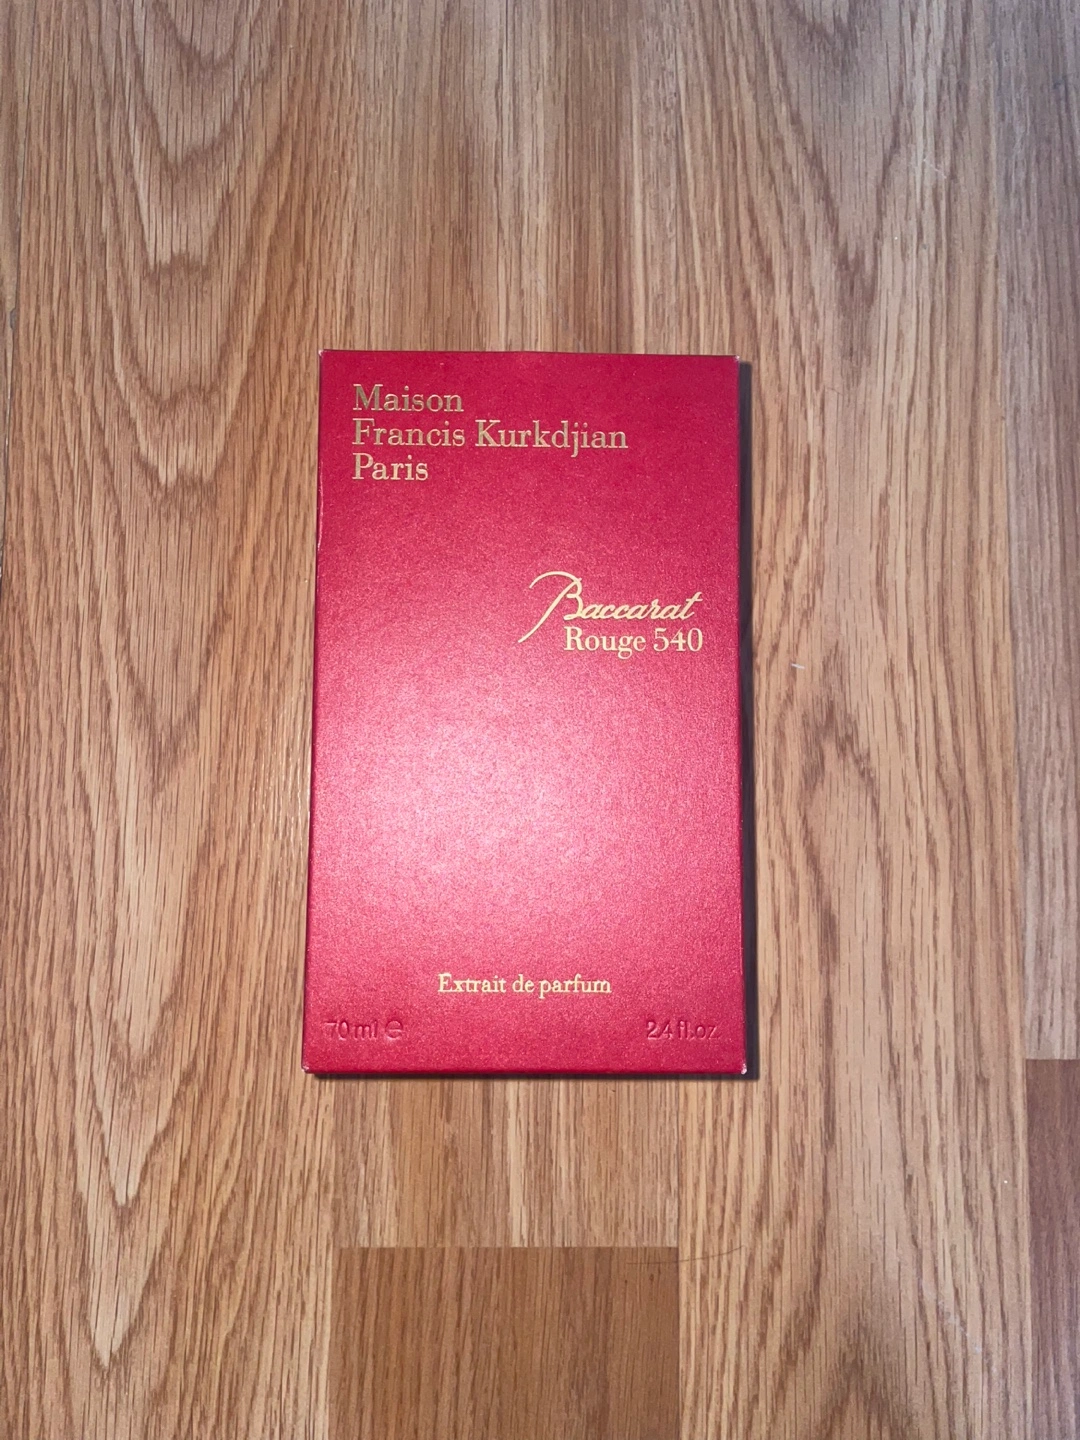 Maison
Francis Kurkdjian
Paris
Baccarat
Rouge 540
Extrait de parfum
70 ml ℮ 2.4 fl.oz.